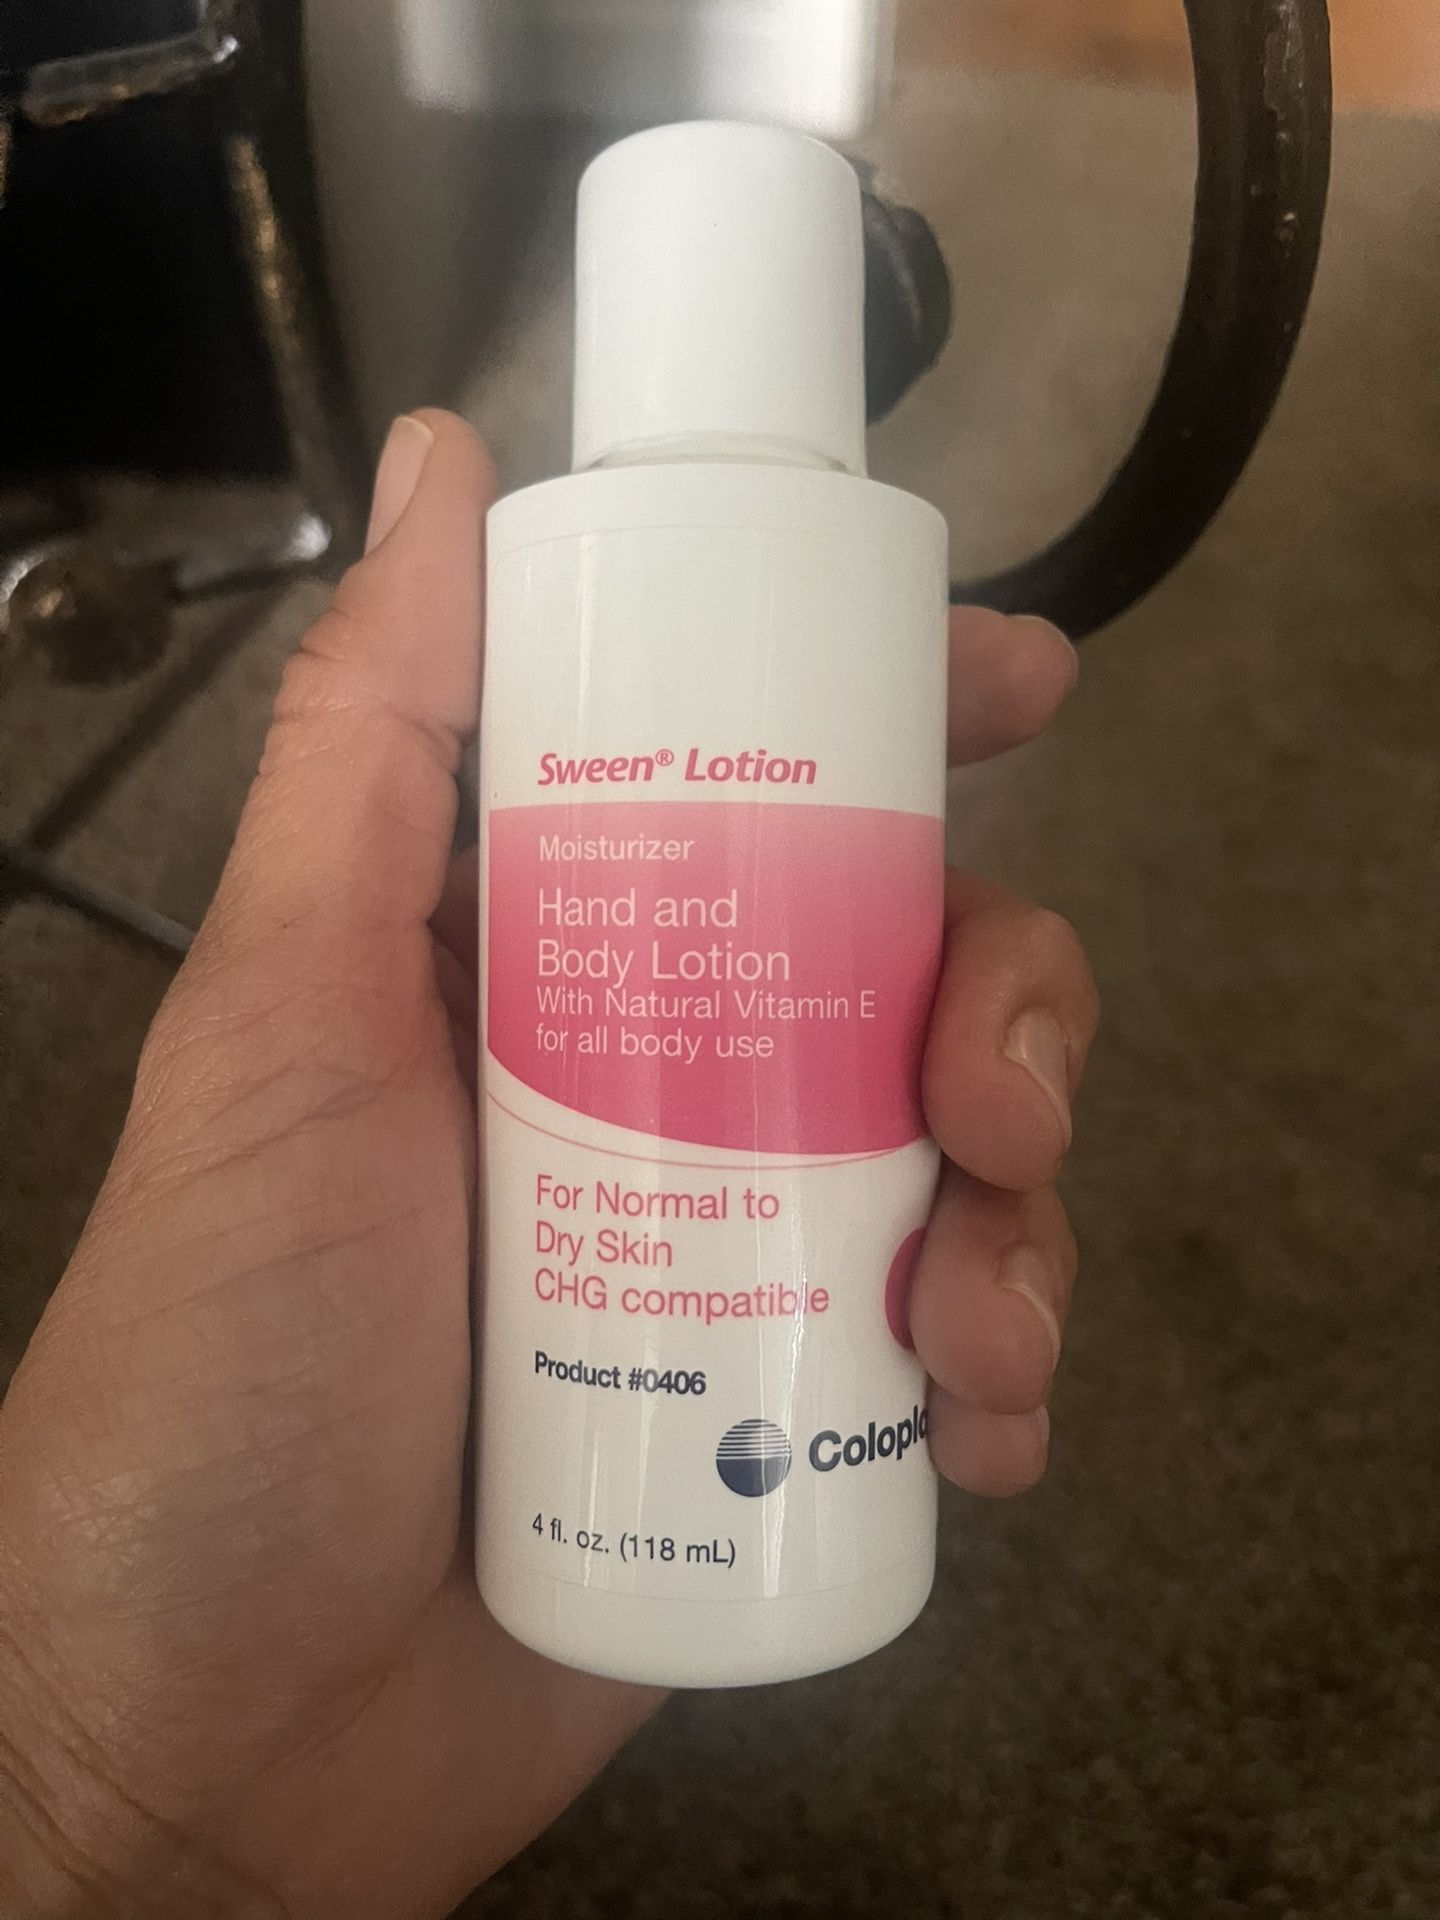 Sween® Lotion
Moisturizer
Hand and
Body Lotion
With Natural Vitamin E
for all body use
For Normal to
Dry Skin
CHG compatible
Product #0406
Colopla
4 fl. oz. (118 mL)